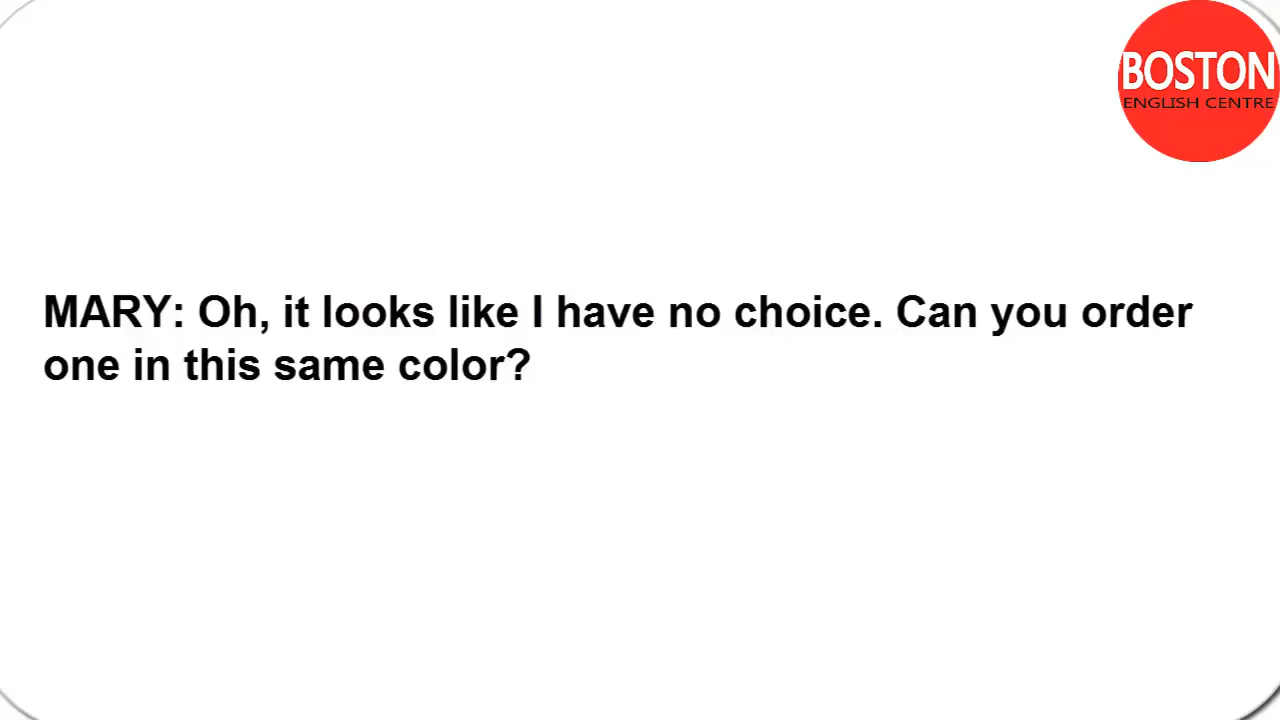 BOSTON
ENGLISH CENTRE
MARY: Oh, it looks like I have no choice. Can you order
one in this same color?